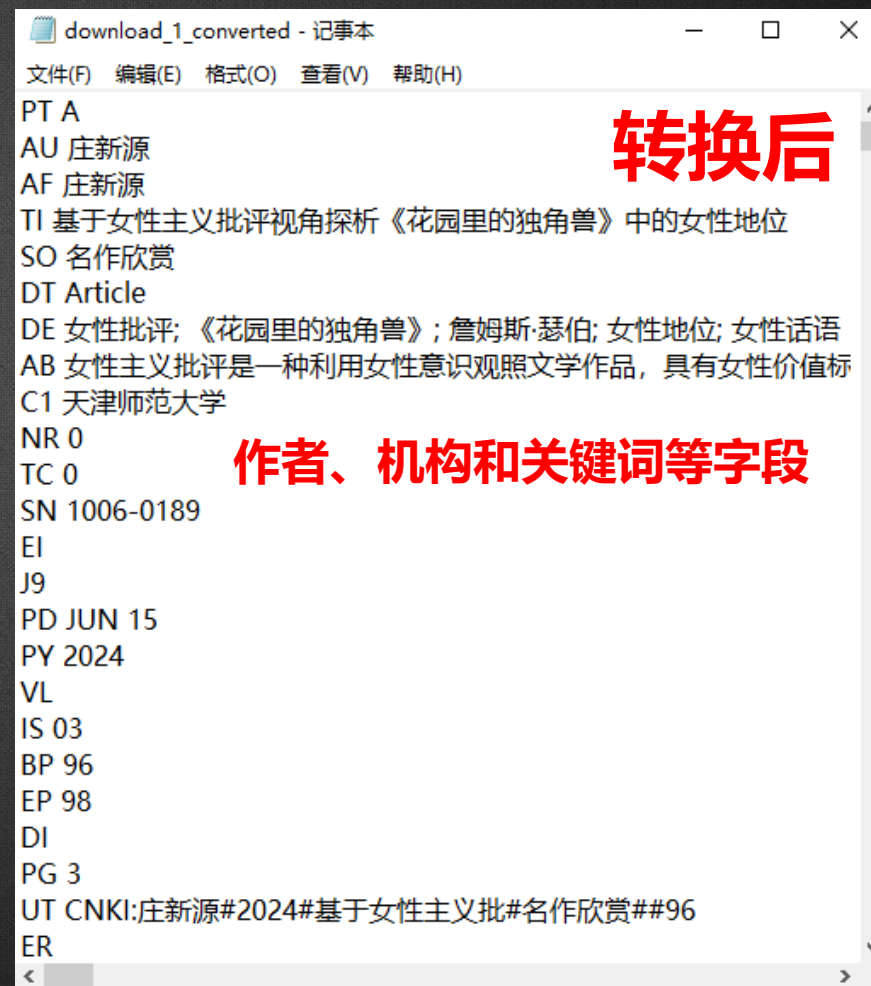 download_1_converted - 记事本
文件(F) 编辑(E) 格式(O) 查看(V) 帮助(H)
转换后
PT A
AU 庄新源
AF 庄新源
TI 基于女性主义批评视角探析《花园里的独角兽》中的女性地位
SO 名作欣赏
DT Article
DE 女性批评; 《花园里的独角兽》; 詹姆斯·瑟伯; 女性地位; 女性话语
AB 女性主义批评是一种利用女性意识观照文学作品，具有女性价值标
C1 天津师范大学
NR 0
作者、机构和关键词等字段
TC 0
SN 1006-0189
EI
J9
PD JUN 15
PY 2024
VL
IS 03
BP 96
EP 98
DI
PG 3
UT CNKI:庄新源#2024#基于女性主义批#名作欣赏##96
ER